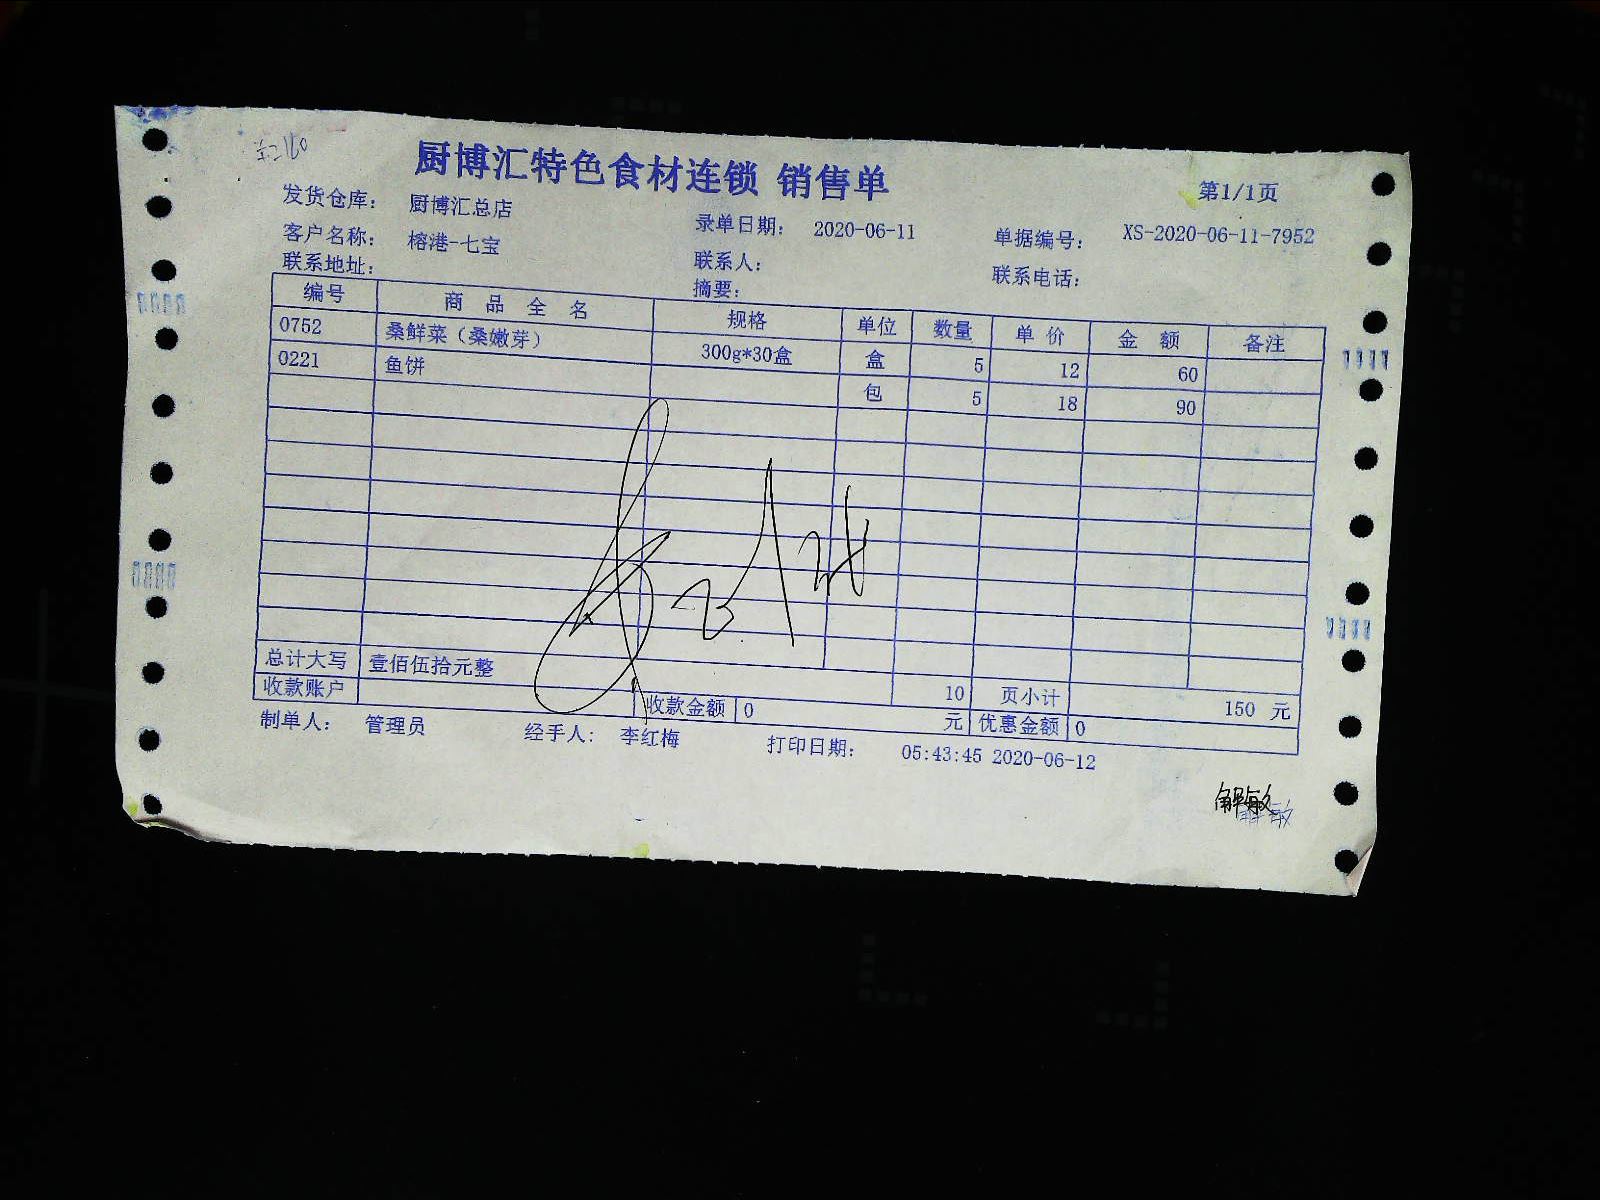 厨博汇特色食材连锁 销售单
第1/1页
发货仓库： 厨博汇总店
录单日期： 2020-06-11
单据编号： XS-2020-06-11-7952
客户名称： 榕港-七宝
联系人：
联系电话：
联系地址：
摘要：
编号 商 品 全 名 规格 单位 数量 单 价 金 额 备注
0752 桑鲜菜（桑嫩芽） 300g*30盒 盒 5 12 60
0221 鱼饼 包 5 18 90
总计大写 壹佰伍拾元整 10 页小计 150 元
收款账户 收款金额 0 元 优惠金额 0
制单人： 管理员 经手人： 李红梅 打印日期： 05:43:45 2020-06-12
解敏